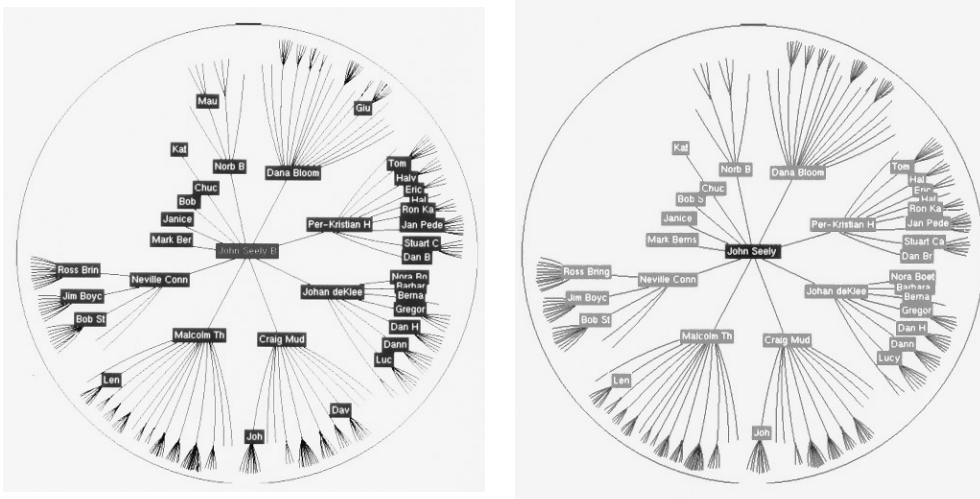 Mau
Giu
Kat
Norb B
Dana Bloom
Chuc
Bob
Janice
Mark Ber
John Seely B
Tom
Halv
Eric
Hal
Ron Ka
Per-Kristian H
Jan Pede
Stuart C
Dan B
Ross Brin
Neville Conn
Nora Bo
Barbar
Johan deKlee
Berna
Jim Boyc
Gregor
Bob St
Dan H
Malcolm Th
Craig Mud
Dann
Luc
Len
Dav
Joh
Kat
Norb B
Dana Bloom
Chuc
Bob S
Janice
Mark Berns
John Seely
Tom
Hal
Eric
Hal
Ron Ka
Per-Kristian H
Jan Pede
Stuart Ca
Dan Br
Ross Bring
Neville Conn
Nora Boet
Barbara
Johan deKlee
Berna
Jim Boyc
Gregor
Bob St
Dan H
Malcolm Th
Craig Mud
Dann
Lucy
Len
Joh